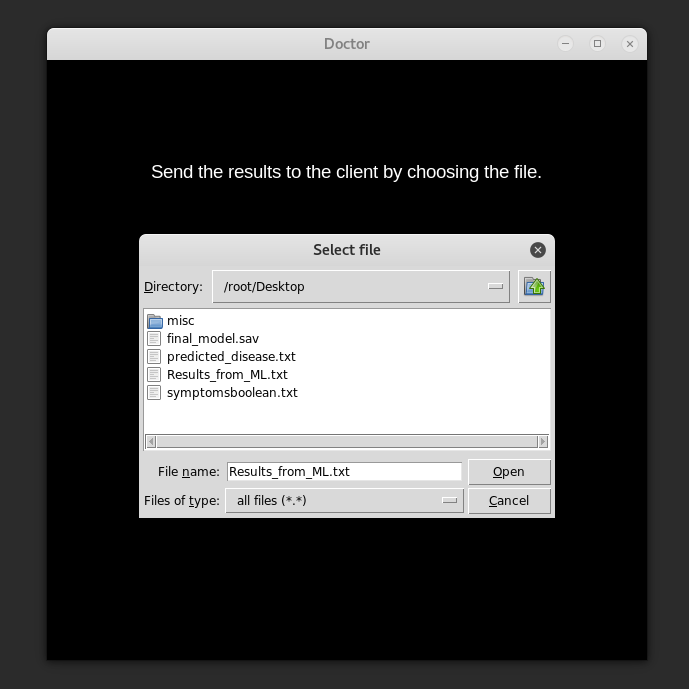 Doctor
Send the results to the client by choosing the file.
Select file
Directory: /root/Desktop
misc
final_model.sav
predicted_disease.txt
Results_from_ML.txt
symptomsboolean.txt
File name: Results_from_ML.txt Open
Files of type: all files (*.*) Cancel